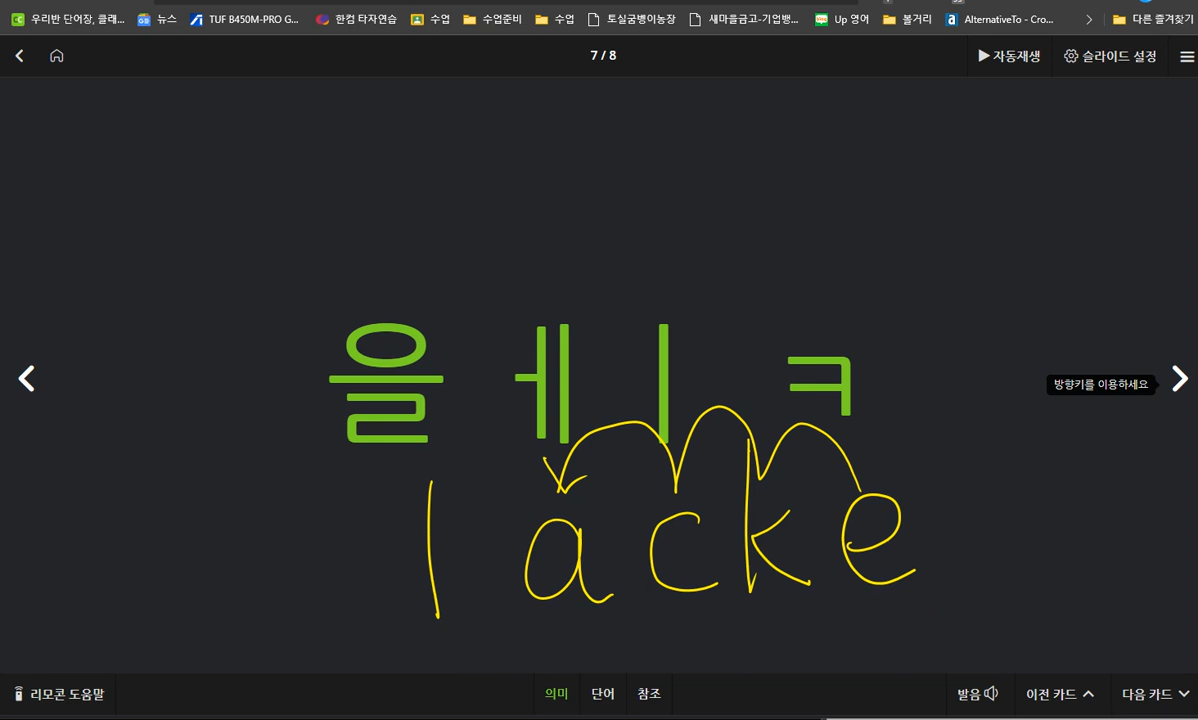 우리반 단어장, 클래... 뉴스 TUF B450M-PRO G... 한컴 타자연습 수업 수업준비 수업 토실굼벵이농장 새마을금고-기업뱅... Up 영어 볼거리 AlternativeTo - Cro... 다른 즐겨찾기
7 / 8 자동재생 슬라이드 설정
을 ㅔ ㅣ ㅋ
방향키를 이용하세요
lacke
리모콘 도움말 의미 단어 참조 발음 이전 카드 다음 카드